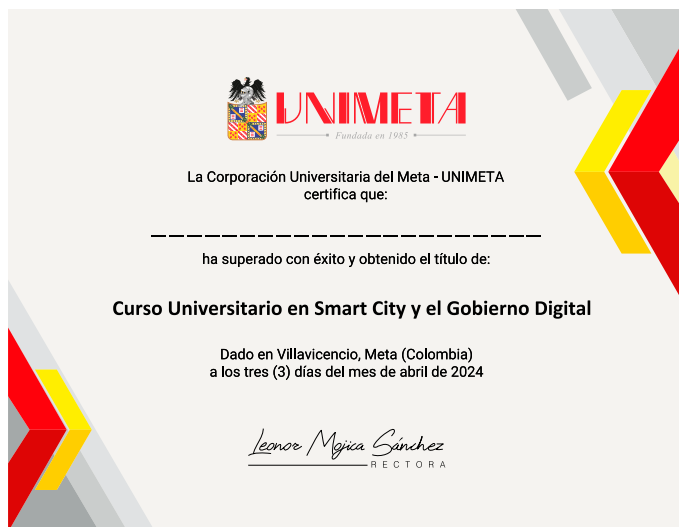 UNIMETA
Fundada en 1985
La Corporación Universitaria del Meta - UNIMETA
certifica que:
ha superado con éxito y obtenido el título de:
Curso Universitario en Smart City y el Gobierno Digital
Dado en Villavicencio, Meta (Colombia)
a los tres (3) días del mes de abril de 2024
Leonor Mojica Sánchez
RECTORA